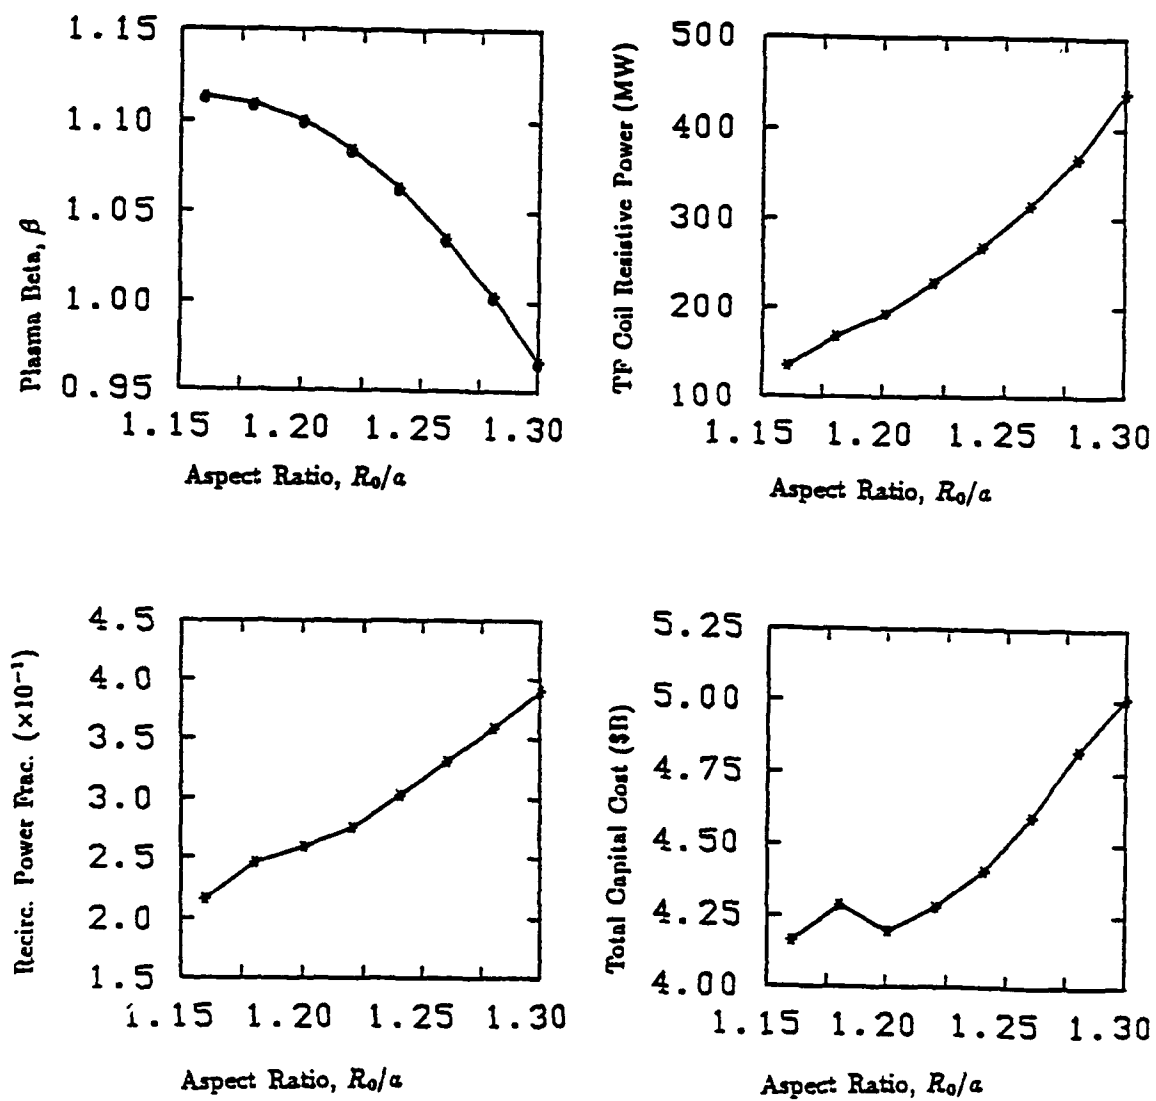 1.15
1.10
1.05
1.00
0.95
Plasma Beta, β
1.15 1.20 1.25 1.30
Aspect Ratio, R₀/a
500
400
300
200
100
TF Coil Resistive Power (MW)
1.15 1.20 1.25 1.30
Aspect Ratio, R₀/a
4.5
4.0
3.5
3.0
2.5
2.0
1.5
Recirc. Power Frac. (×10⁻¹)
1.15 1.20 1.25 1.30
Aspect Ratio, R₀/a
5.25
5.00
4.75
4.50
4.25
4.00
Total Capital Cost ($B)
1.15 1.20 1.25 1.30
Aspect Ratio, R₀/a